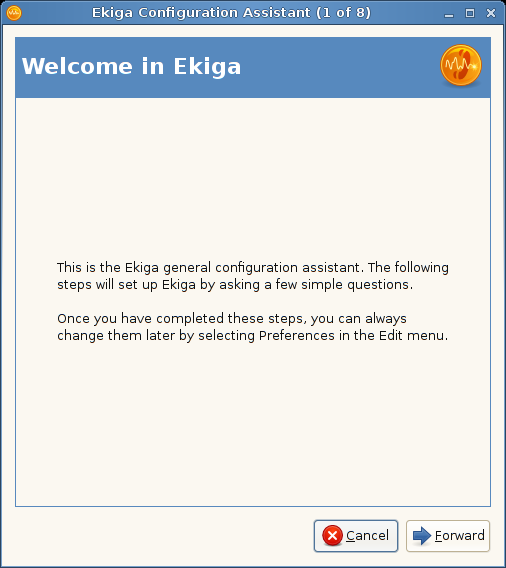 Ekiga Configuration Assistant (1 of 8)
Welcome in Ekiga
This is the Ekiga general configuration assistant. The following
steps will set up Ekiga by asking a few simple questions.
Once you have completed these steps, you can always
change them later by selecting Preferences in the Edit menu.
Cancel
Forward